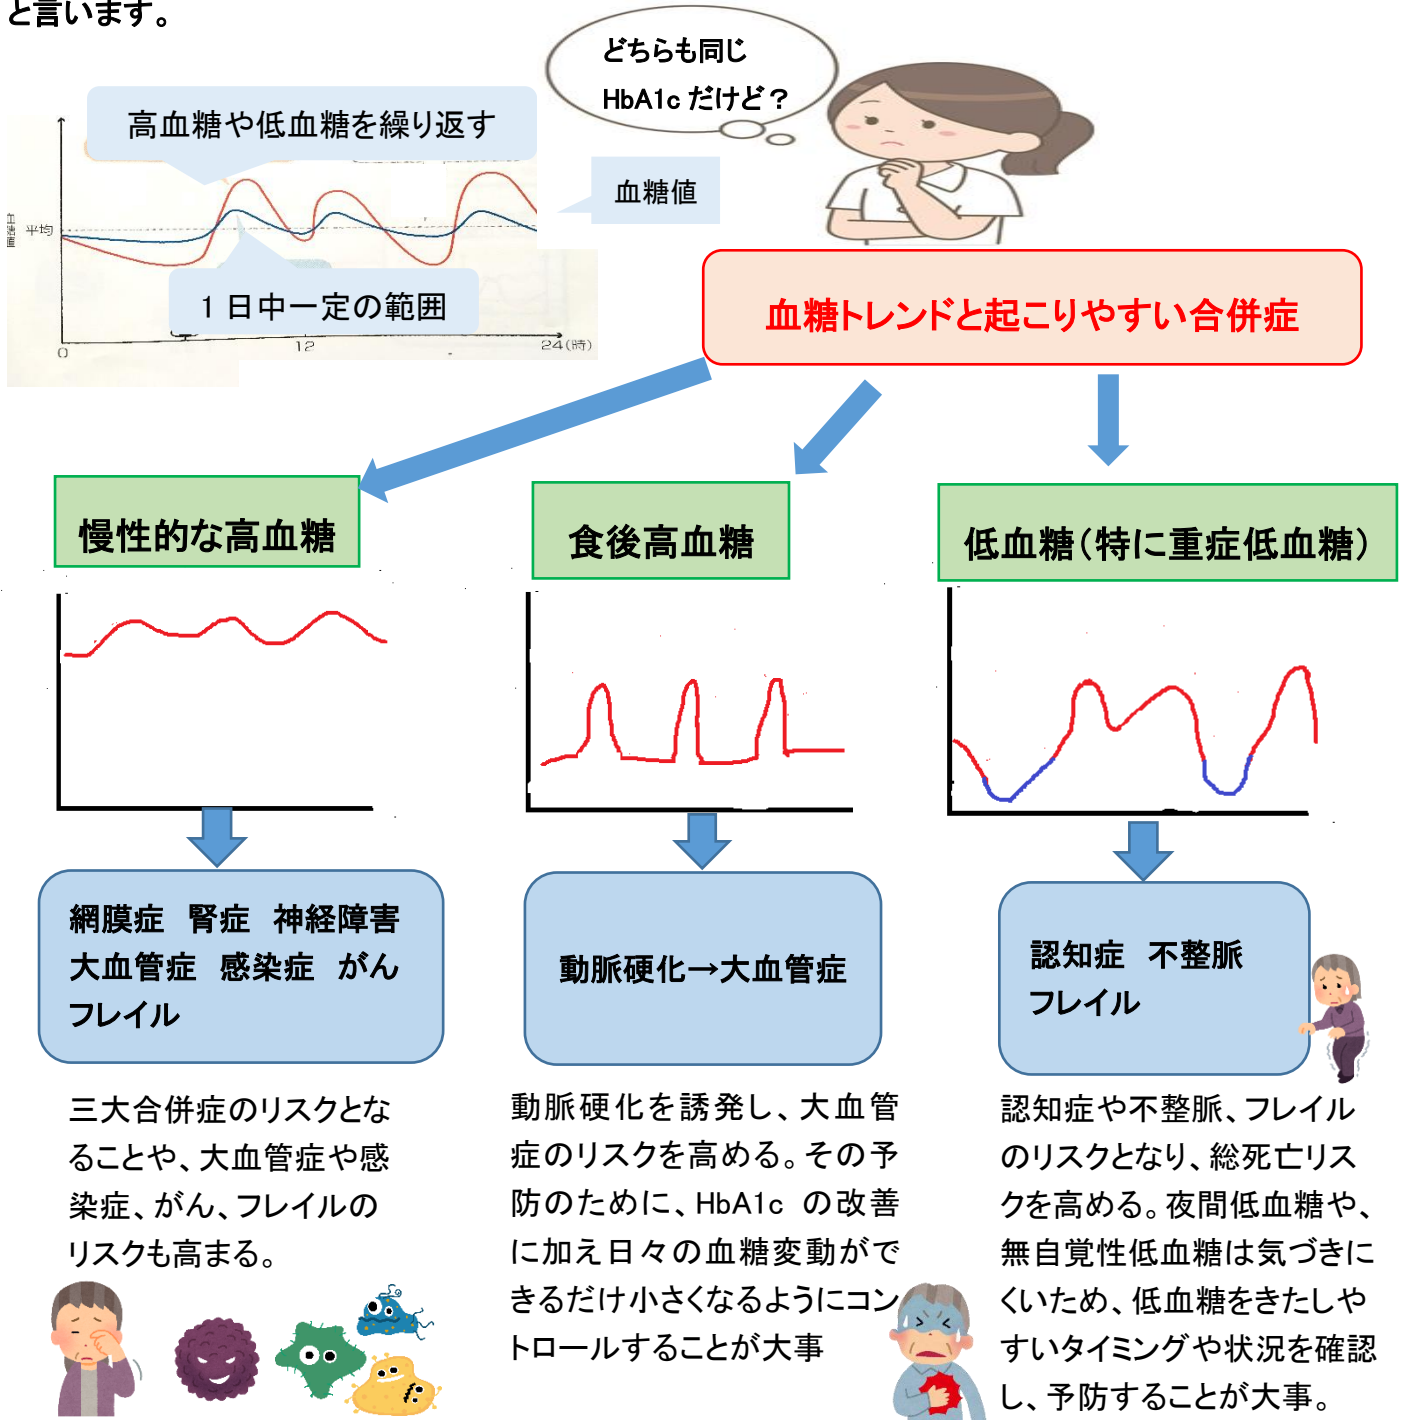 と言います。
どちらも同じ
HbA1c だけど？
高血糖や低血糖を繰り返す
血糖値
平均
1 日中一定の範囲
0
12
24(時)
血糖トレンドと起こりやすい合併症
慢性的な高血糖
食後高血糖
低血糖（特に重症低血糖）
網膜症　腎症　神経障害
大血管症　感染症　がん
フレイル
動脈硬化→大血管症
認知症　不整脈
フレイル
三大合併症のリスクとな
ることや、大血管症や感
染症、がん、フレイルの
リスクも高まる。
動脈硬化を誘発し、大血管
症のリスクを高める。その予
防のために、HbA1c の改善
に加え日々の血糖変動がで
きるだけ小さくなるようにコン
トロールすることが大事
認知症や不整脈、フレイル
のリスクとなり、総死亡リス
クを高める。夜間低血糖や、
無自覚性低血糖は気づきに
くいため、低血糖をきたしや
すいタイミングや状況を確認
し、予防することが大事。